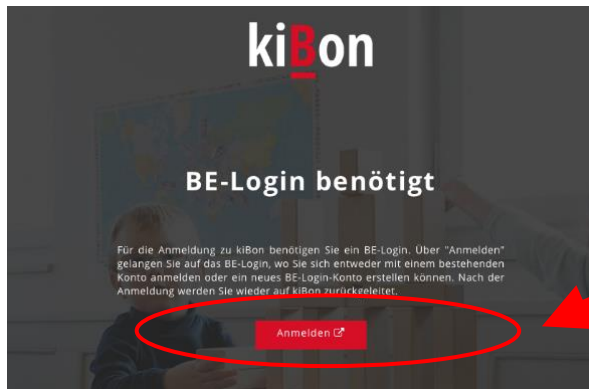 kiBon
BE-Login benötigt
Für die Anmeldung zu kiBon benötigen Sie ein BE-Login. Über "Anmelden"
gelangen Sie auf das BE-Login, wo Sie sich entweder mit einem bestehenden
Konto anmelden oder ein neues BE-Login-Konto erstellen können. Nach der
Anmeldung werden Sie wieder auf kiBon zurückgeleitet.
Anmelden